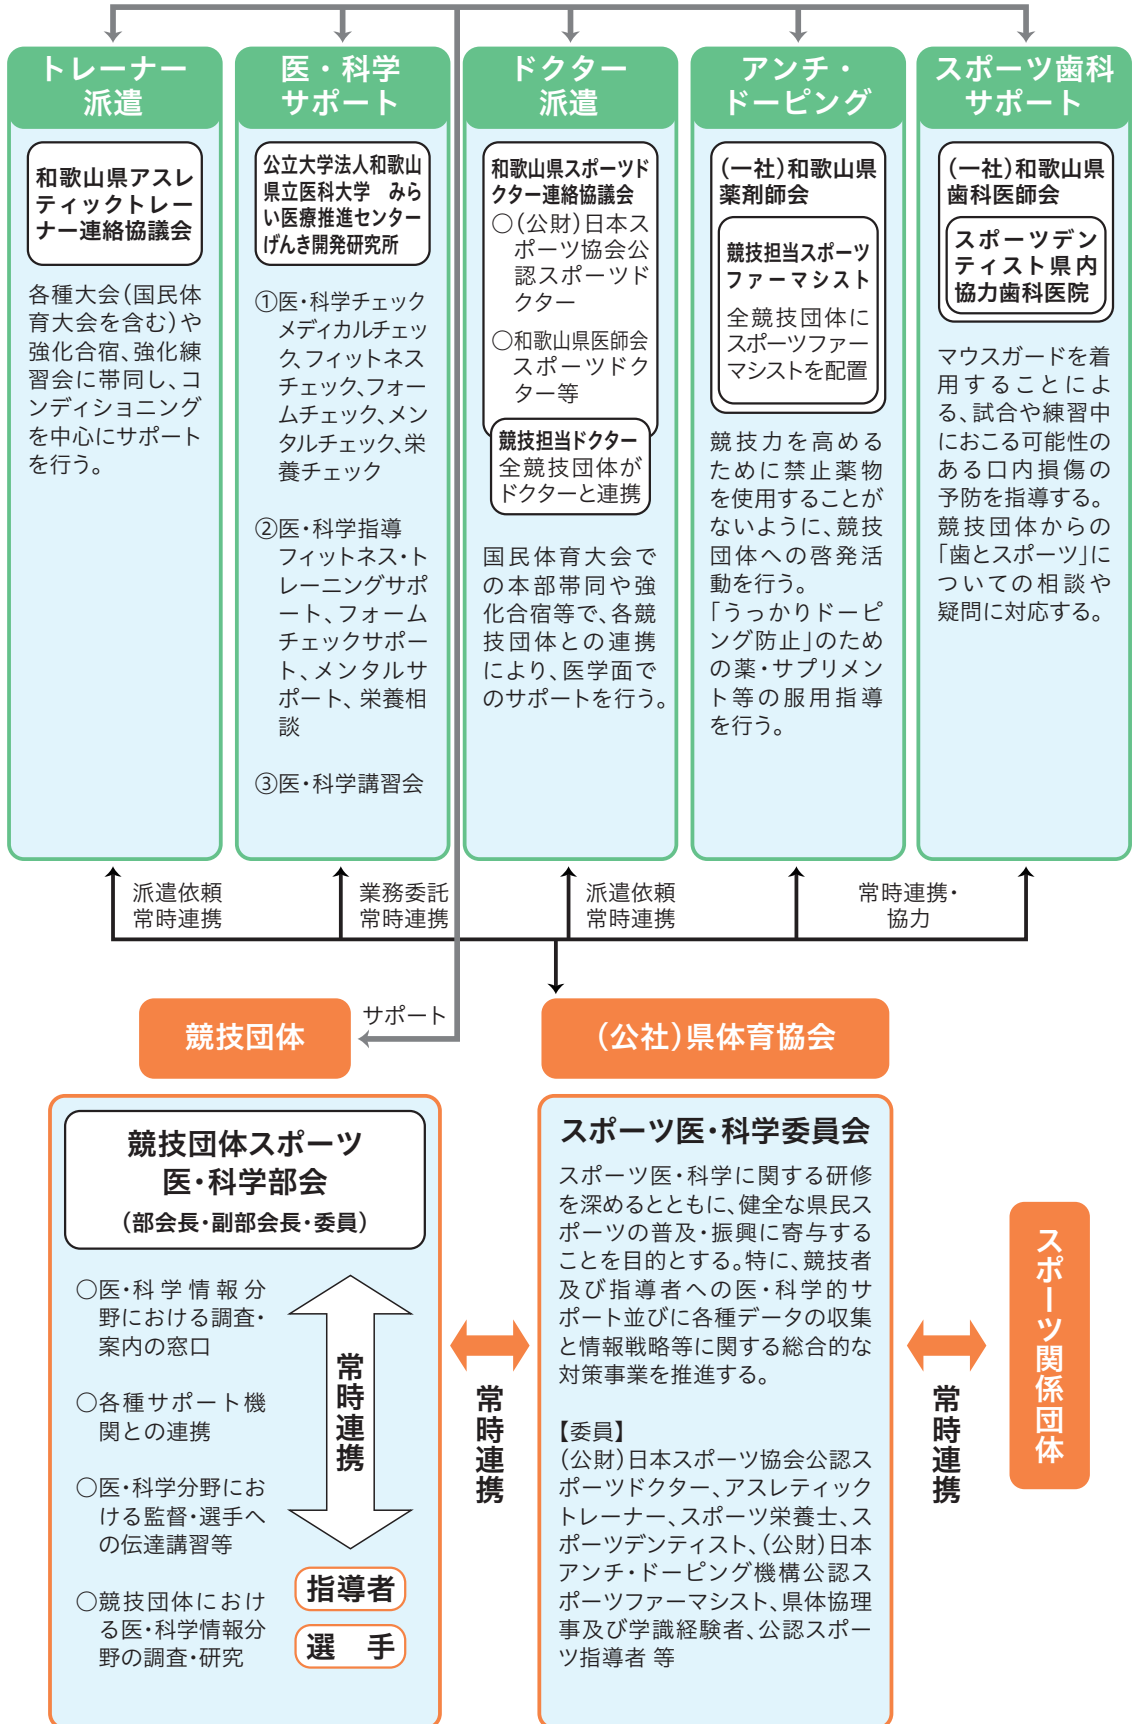 トレーナー
派遣
和歌山県アスレ
ティックトレー
ナー連絡協議会
各種大会(国民体
育大会を含む)や
強化合宿、強化練
習会に帯同し、コ
ンディショニング
を中心にサポート
を行う。
医・科学
サポート
公立大学法人和歌山
県立医科大学　みら
い医療推進センター
げんき開発研究所
①医・科学チェック
メディカルチェッ
ク、フィットネス
チェック、フォー
ムチェック、メン
タルチェック、栄
養チェック
②医・科学指導
フィットネス・ト
レーニングサポ
ート、フォーム
チェックサポー
ト、メンタルサ
ポート、栄養相
談
③医・科学講習会
ドクター
派遣
和歌山県スポーツド
クター連絡協議会
○(公財)日本ス
ポーツ協会公
認スポーツド
クター
○和歌山県医師会
スポーツドク
ター等
競技担当ドクター
全競技団体が
ドクターと連携
国民体育大会で
の本部帯同や強
化合宿等で、各競
技団体との連携
により、医学面で
のサポートを行う。
アンチ・
ドーピング
(一社)和歌山県
薬剤師会
競技担当スポーツ
ファーマシスト
全競技団体に
スポーツファー
マシストを配置
競技力を高める
ために禁止薬物
を使用することが
ないように、競技
団体への啓発活
動を行う。
「うっかりドーピ
ング防止」のため
の薬・サプリメン
ト等の服用指導
を行う。
スポーツ歯科
サポート
(一社)和歌山県
歯科医師会
スポーツデン
ティスト県内
協力歯科医院
マウスガードを着
用することによ
る、試合や練習中
におこる可能性の
ある口内損傷の
予防を指導する。
競技団体からの
「歯とスポーツ」に
ついての相談や
疑問に対応する。
派遣依頼
常時連携
業務委託
常時連携
派遣依頼
常時連携
常時連携・
協力
競技団体
サポート
(公社)県体育協会
競技団体スポーツ
医・科学部会
(部会長・副部会長・委員)
○医・科学情報分
野における調査・
案内の窓口
○各種サポート機
関との連携
○医・科学分野にお
ける監督・選手へ
の伝達講習等
○競技団体におけ
る医・科学情報分
野の調査・研究
常時連携
指導者
選　手
常時連携
スポーツ医・科学委員会
スポーツ医・科学に関する研修
を深めるとともに、健全な県民ス
ポーツの普及・振興に寄与する
ことを目的とする。特に、競技者
及び指導者への医・科学的サ
ポート並びに各種データの収集
と情報戦略等に関する総合的な
対策事業を推進する。
【委員】
(公財)日本スポーツ協会公認ス
ポーツドクター、アスレティック
トレーナー、スポーツ栄養士、ス
ポーツデンティスト、(公財)日本
アンチ・ドーピング機構公認ス
ポーツファーマシスト、県体協理
事及び学識経験者、公認スポー
ツ指導者 等
常時連携
スポーツ関係団体